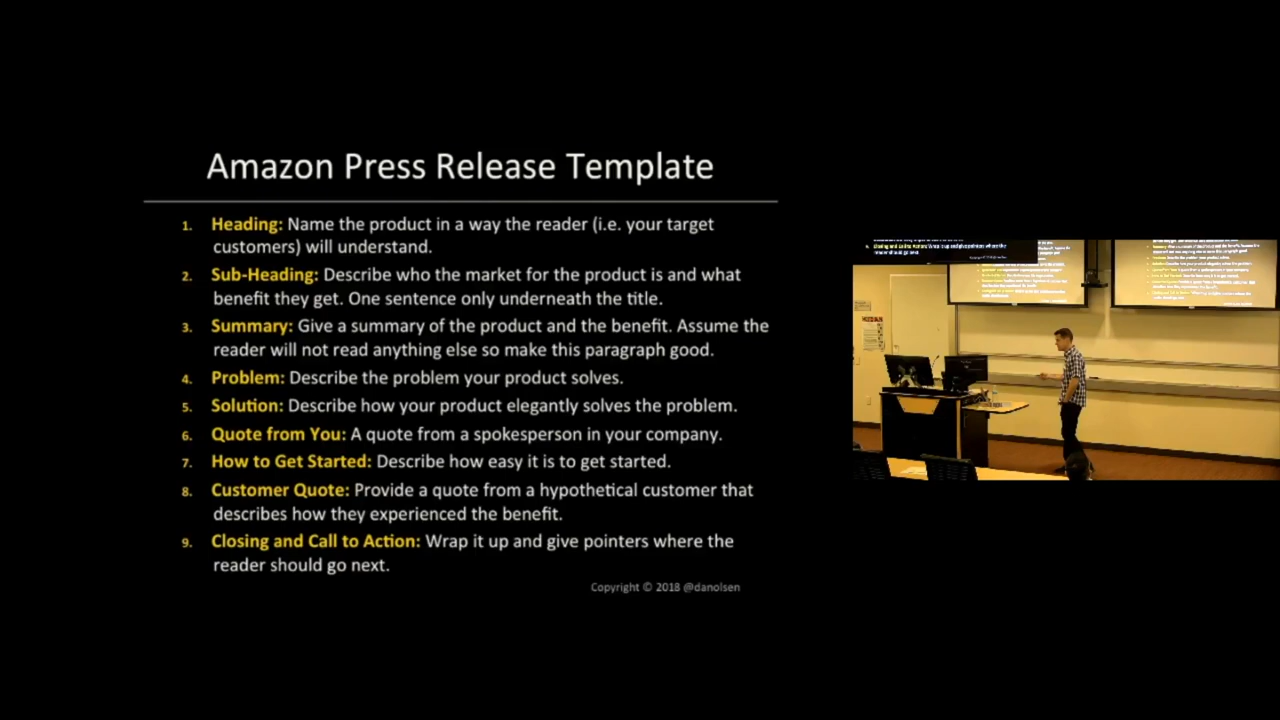 Amazon Press Release Template
1. Heading: Name the product in a way the reader (i.e. your target
customers) will understand.
2. Sub-Heading: Describe who the market for the product is and what
benefit they get. One sentence only underneath the title.
3. Summary: Give a summary of the product and the benefit. Assume the
reader will not read anything else so make this paragraph good.
4. Problem: Describe the problem your product solves.
5. Solution: Describe how your product elegantly solves the problem.
6. Quote from You: A quote from a spokesperson in your company.
7. How to Get Started: Describe how easy it is to get started.
8. Customer Quote: Provide a quote from a hypothetical customer that
describes how they experienced the benefit.
9. Closing and Call to Action: Wrap it up and give pointers where the
reader should go next.
Copyright © 2018 @danolsen